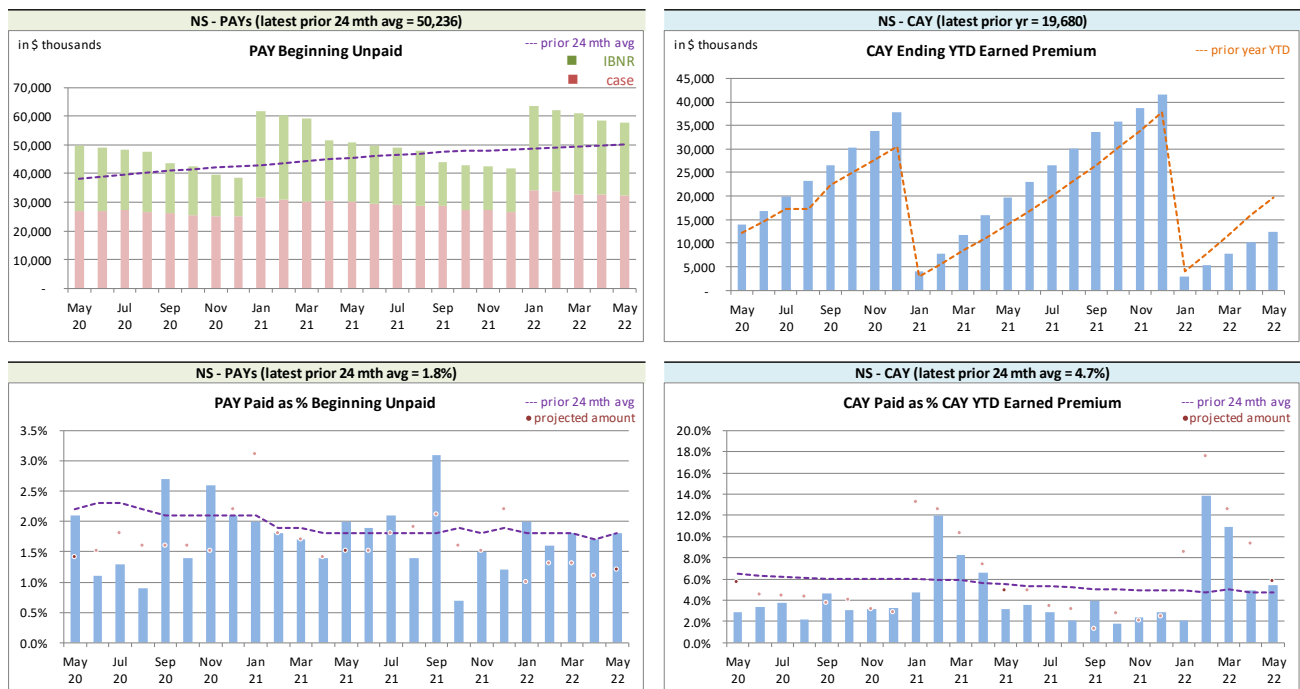 NS - PAYs (latest prior 24 mth avg = 50,236)
in $ thousands
PAY Beginning Unpaid
--- prior 24 mth avg
IBNR
case
70,000
60,000
50,000
40,000
30,000
20,000
10,000
-
May Jul Sep Nov Jan Mar May Jul Sep Nov Jan Mar May
20 20 20 20 21 21 21 21 21 21 22 22 22
NS - CAY (latest prior yr = 19,680)
in $ thousands
CAY Ending YTD Earned Premium
--- prior year YTD
45,000
40,000
35,000
30,000
25,000
20,000
15,000
10,000
5,000
-
May Jul Sep Nov Jan Mar May Jul Sep Nov Jan Mar May
20 20 20 20 21 21 21 21 21 21 22 22 22
NS - PAYs (latest prior 24 mth avg = 1.8%)
PAY Paid as % Beginning Unpaid
--- prior 24 mth avg
• projected amount
3.5%
3.0%
2.5%
2.0%
1.5%
1.0%
0.5%
0.0%
May Jul Sep Nov Jan Mar May Jul Sep Nov Jan Mar May
20 20 20 20 21 21 21 21 21 21 22 22 22
NS - CAY (latest prior 24 mth avg = 4.7%)
CAY Paid as % CAY YTD Earned Premium
--- prior 24 mth avg
• projected amount
20.0%
18.0%
16.0%
14.0%
12.0%
10.0%
8.0%
6.0%
4.0%
2.0%
0.0%
May Jul Sep Nov Jan Mar May Jul Sep Nov Jan Mar May
20 20 20 20 21 21 21 21 21 21 22 22 22